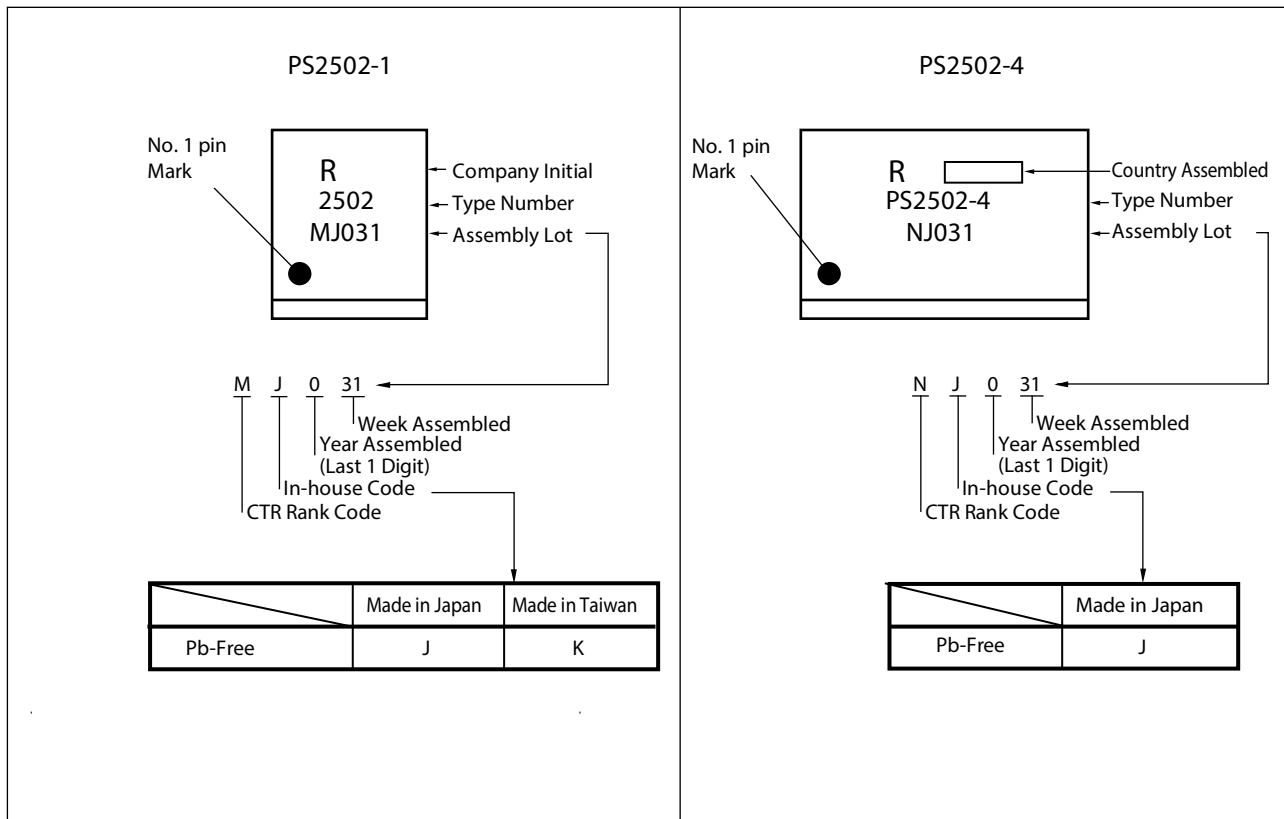 PS2502-1
No. 1 pin
Mark
R
2502
MJ031
Company Initial
Type Number
Assembly Lot
M J 0 31
Week Assembled
Year Assembled
(Last 1 Digit)
In-house Code
CTR Rank Code
Made in Japan Made in Taiwan
Pb-Free J K
PS2502-4
No. 1 pin
Mark
R
PS2502-4
NJ031
Country Assembled
Type Number
Assembly Lot
N J 0 31
Week Assembled
Year Assembled
(Last 1 Digit)
In-house Code
CTR Rank Code
Made in Japan
Pb-Free J